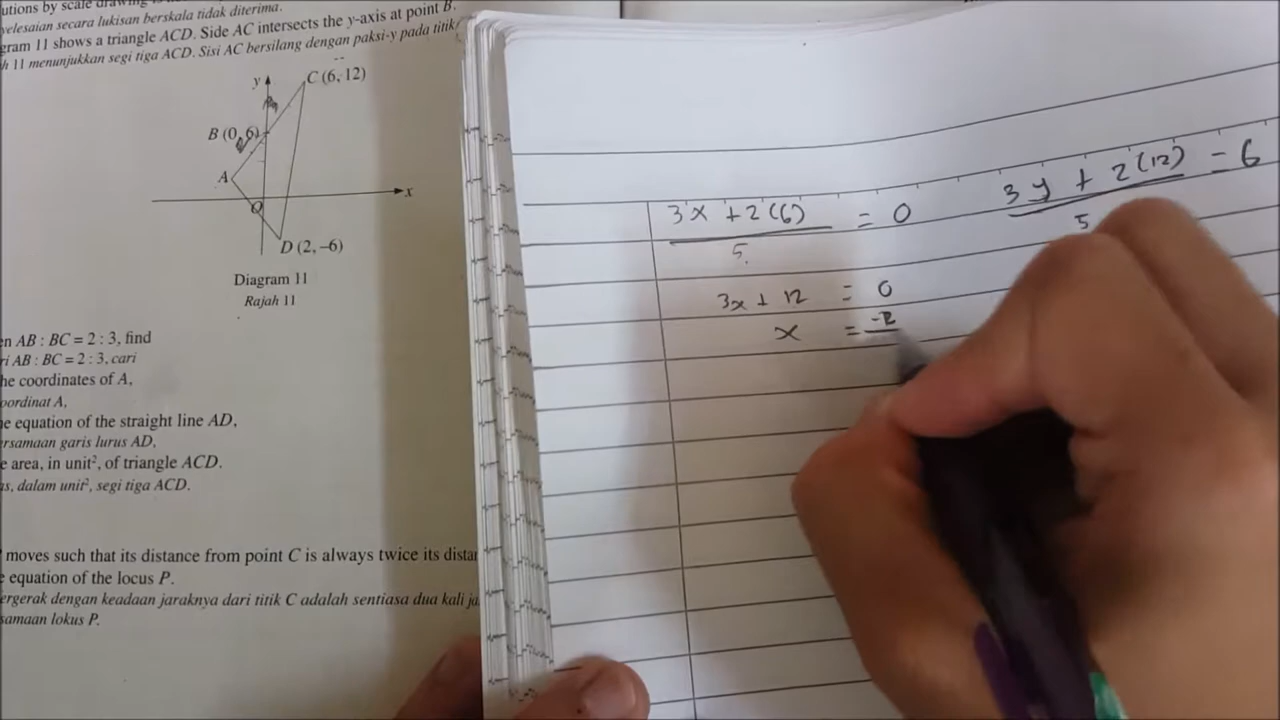 utions by scale drawing is
yelesaian secara lukisan berskala tidak diterima.
gram 11 shows a triangle ACD. Side AC intersects the y-axis at point B.
h 11 menunjukkan segi tiga ACD. Sisi AC bersilang dengan paksi-y pada titik
y
C (6, 12)
B (0, 6)
A
x
O
D (2, –6)
Diagram 11
Rajah 11
en AB : BC = 2 : 3, find
ri AB : BC = 2 : 3, cari
he coordinates of A,
oordinat A,
e equation of the straight line AD,
rsamaan garis lurus AD,
e area, in unit², of triangle ACD.
as, dalam unit², segi tiga ACD.
moves such that its distance from point C is always twice its distan
e equation of the locus P.
ergerak dengan keadaan jaraknya dari titik C adalah sentiasa dua kali ja
samaan lokus P.
3x + 2(6) = 0
5
3x + 12 = 0
x = -12
3y + 2(12) = 6
5